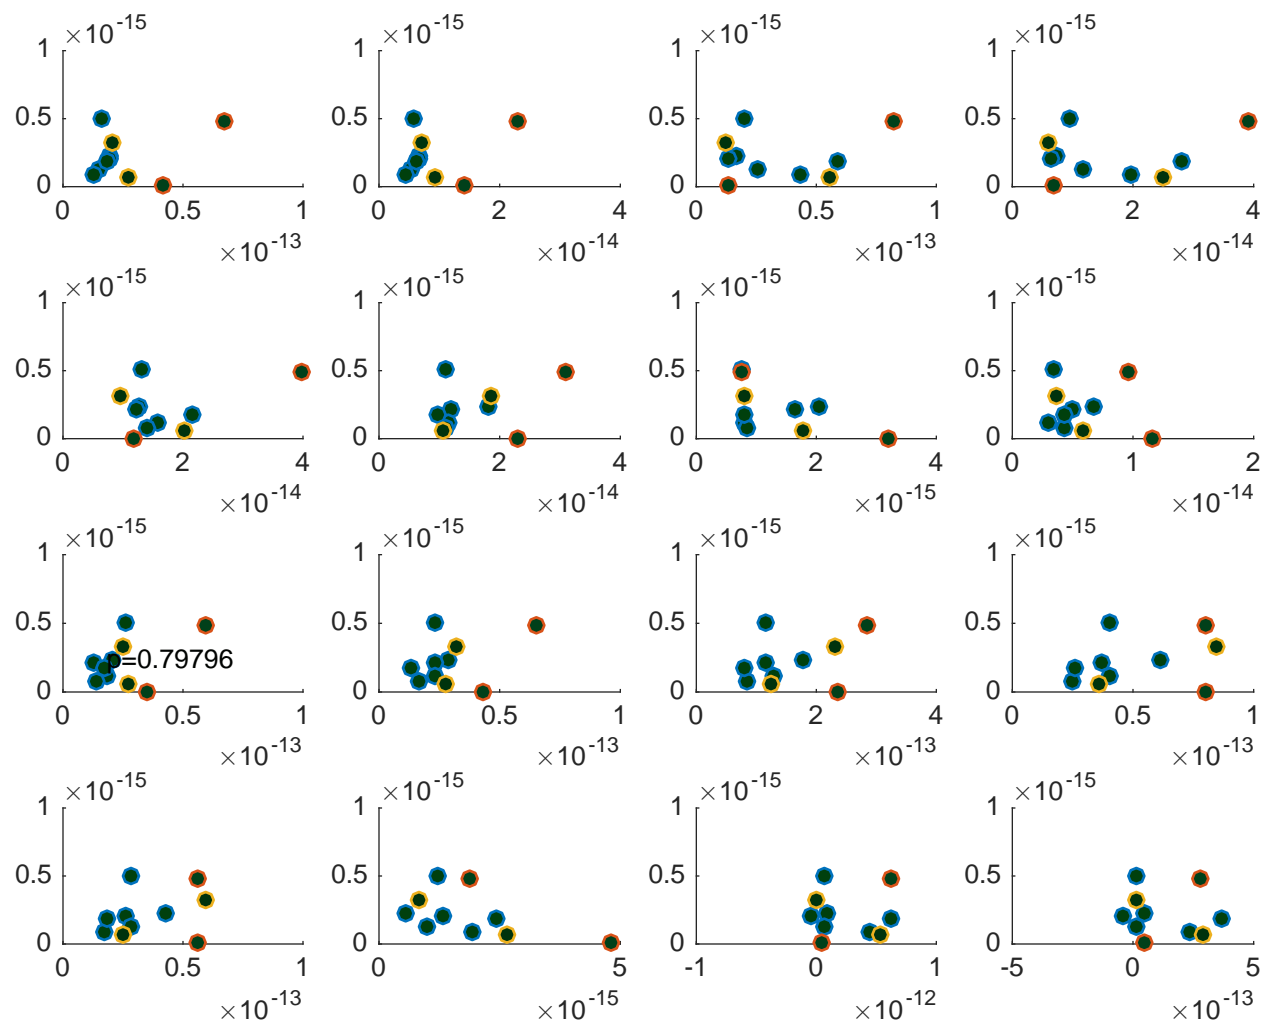 ×10-15 ×10-15 ×10-15 ×10-15
1 1 1 1
0.5 0.5 0.5 0.5
0 0 0 0
0 0.5 1 0 2 4 0 0.5 1 0 2 4
×10-13 ×10-14 ×10-13 ×10-14
×10-15 ×10-15 ×10-15 ×10-15
1 1 1 1
0.5 0.5 0.5 0.5
0 0 0 0
0 2 4 0 2 4 0 2 4 0 1 2
×10-14 ×10-14 ×10-15 ×10-14
×10-15 ×10-15 ×10-15 ×10-15
1 1 1 1
0.5 0.5 0.5 0.5
p=0.79796
0 0 0 0
0 0.5 1 0 0.5 1 0 2 4 0 0.5 1
×10-13 ×10-13 ×10-13 ×10-13
×10-15 ×10-15 ×10-15 ×10-15
1 1 1 1
0.5 0.5 0.5 0.5
0 0 0 0
0 0.5 1 0 5 -1 0 1 -5 0 5
×10-13 ×10-15 ×10-12 ×10-13